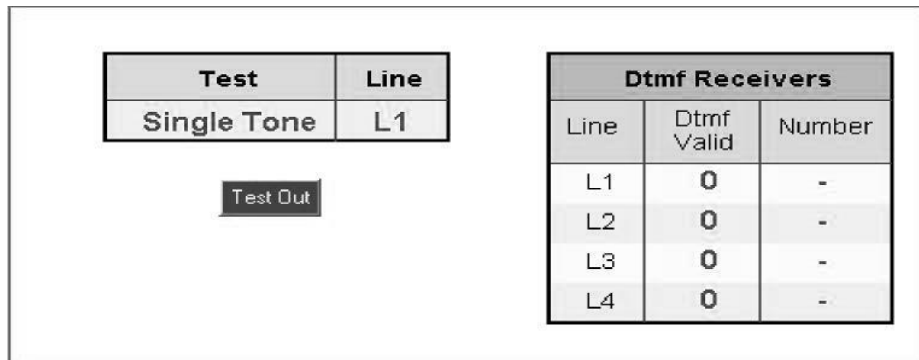 Test Line
Single Tone L1
Test Out
Dtmf Receivers
Line Dtmf Valid Number
L1 0 -
L2 0 -
L3 0 -
L4 0 -